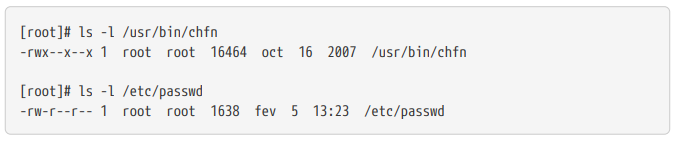 [root]# ls -l /usr/bin/chfn
-rwx--x--x 1  root  root  16464  oct  16  2007  /usr/bin/chfn
[root]# ls -l /etc/passwd
-rw-r--r-- 1  root  root  1638  fev  5  13:23  /etc/passwd